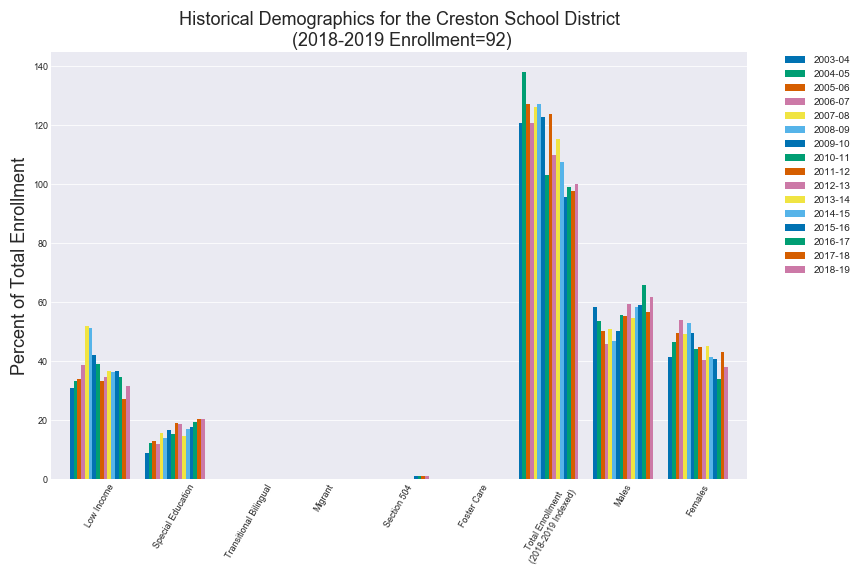 Historical Demographics for the Creston School District
(2018-2019 Enrollment=92)
Percent of Total Enrollment
140
120
100
80
60
40
20
0
Low Income
Special Education
Transitional Bilingual
Migrant
Section 504
Foster Care
Total Enrollment
(2018-2019 Indexed)
Males
Females
2003-04
2004-05
2005-06
2006-07
2007-08
2008-09
2009-10
2010-11
2011-12
2012-13
2013-14
2014-15
2015-16
2016-17
2017-18
2018-19